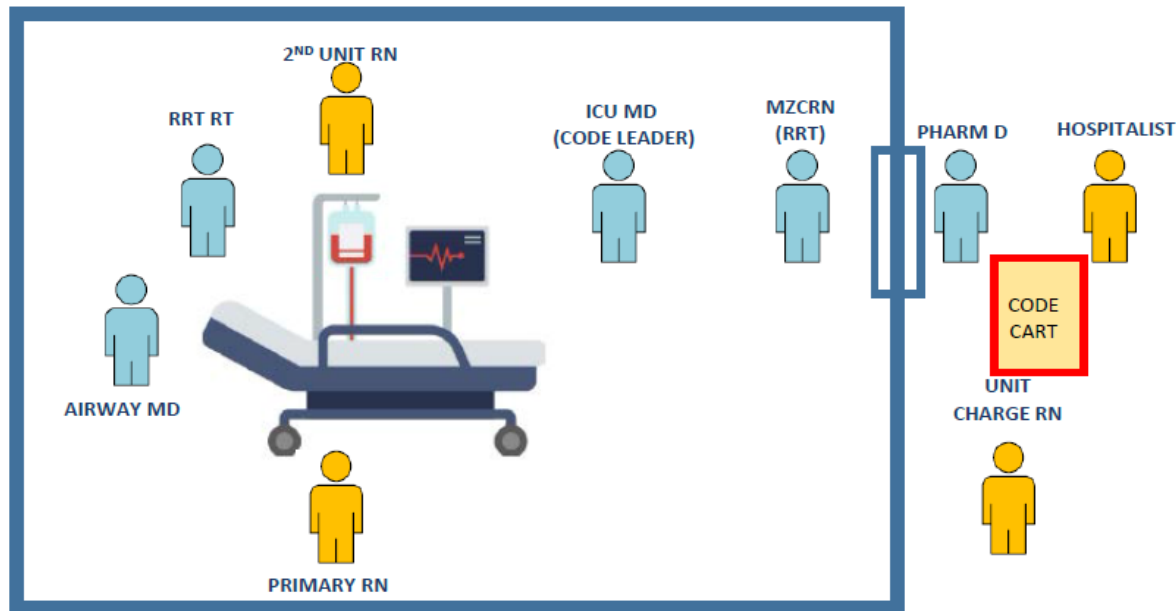 2ND UNIT RN
RRT RT
ICU MD
(CODE LEADER)
MZCRN
(RRT)
PHARM D
HOSPITALIST
AIRWAY MD
CODE
CART
UNIT
CHARGE RN
PRIMARY RN